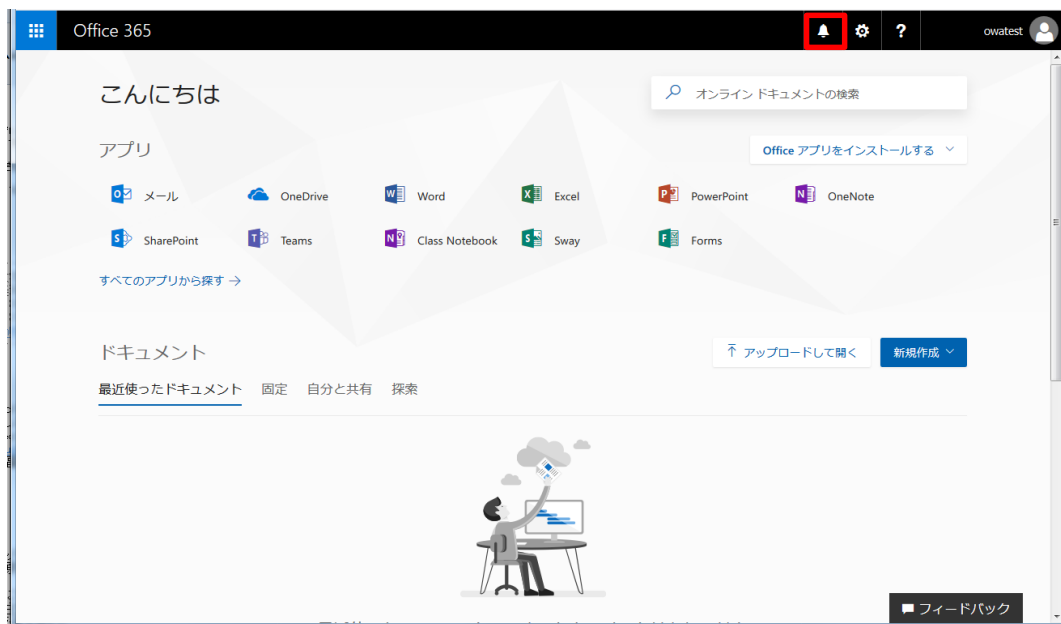 Office 365
?
owatest
こんにちは
オンライン ドキュメントの検索
アプリ
Office アプリをインストールする
メール
OneDrive
Word
Excel
PowerPoint
OneNote
SharePoint
Teams
Class Notebook
Sway
Forms
すべてのアプリから探す →
ドキュメント
アップロードして開く
新規作成
最近使ったドキュメント
固定
自分と共有
探索
フィードバック